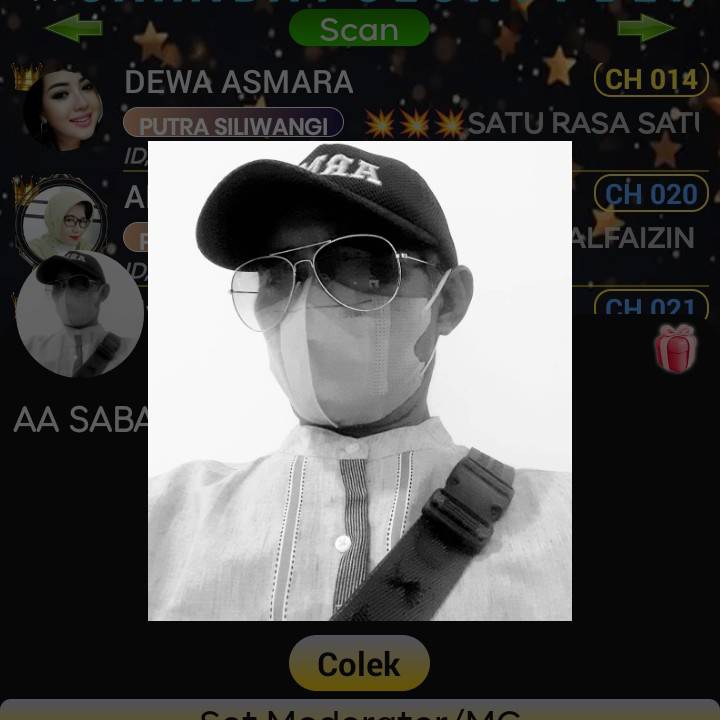 Scan
DEWA ASMARA
CH 014
PUTRA SILIWANGI
💥💥💥SATU RASA SATU
ID
CH 020
ALFAIZIN
ID
CH 021
AA SABA
Colek
Set Moderator/MC